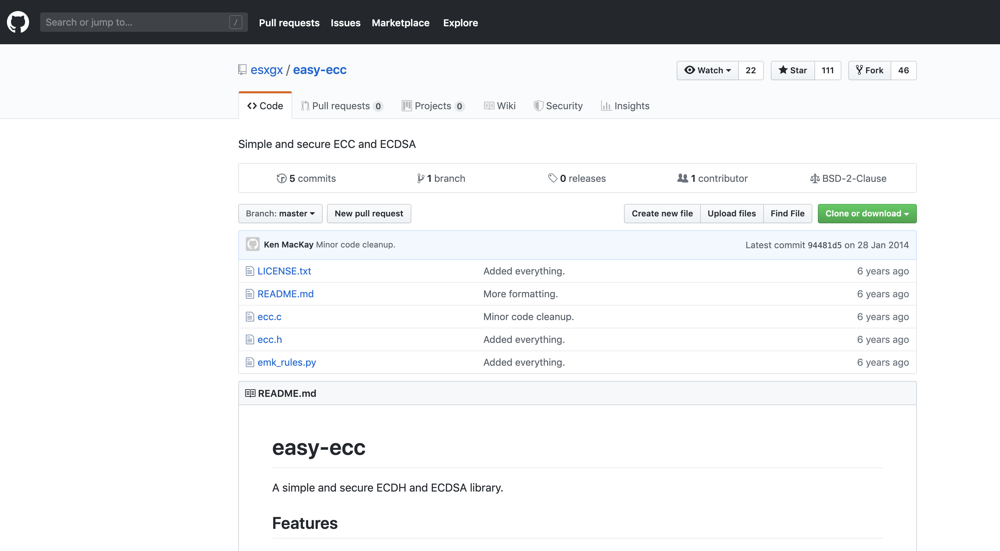 Search or jump to... / Pull requests Issues Marketplace Explore
esxgx / easy-ecc Watch 22 Star 111 Fork 46
Code Pull requests 0 Projects 0 Wiki Security Insights
Simple and secure ECC and ECDSA
5 commits 1 branch 0 releases 1 contributor BSD-2-Clause
Branch: master New pull request Create new file Upload files Find File Clone or download
Ken MacKay Minor code cleanup. Latest commit 94481d5 on 28 Jan 2014
LICENSE.txt Added everything. 6 years ago
README.md More formatting. 6 years ago
ecc.c Minor code cleanup. 6 years ago
ecc.h Added everything. 6 years ago
emk_rules.py Added everything. 6 years ago
README.md
easy-ecc
A simple and secure ECDH and ECDSA library.
Features